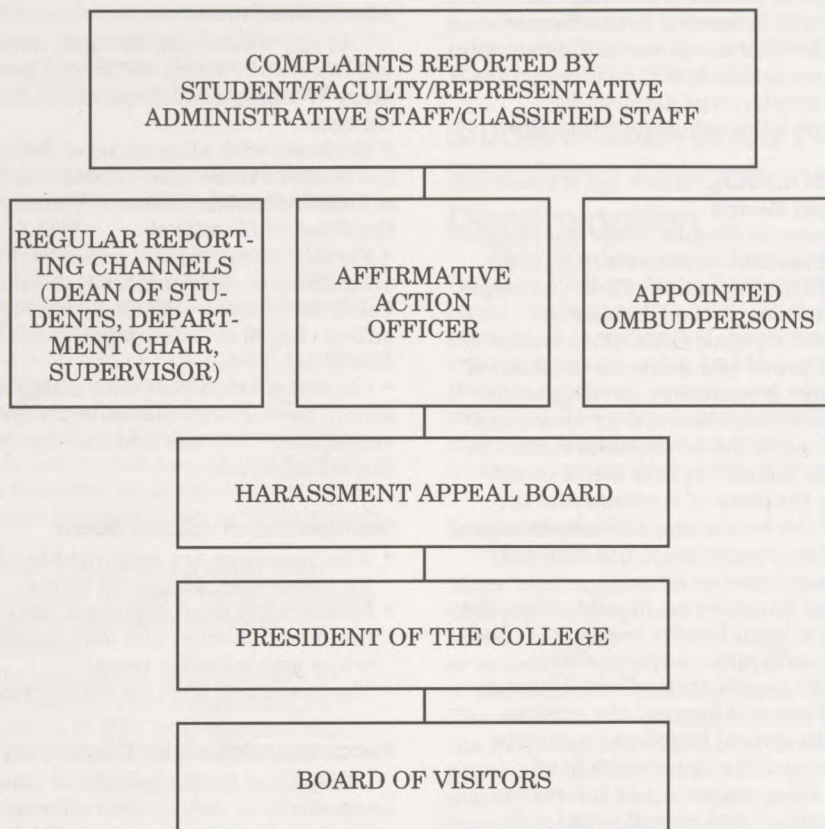 COMPLAINTS REPORTED BY
STUDENT/FACULTY/REPRESENTATIVE
ADMINISTRATIVE STAFF/CLASSIFIED STAFF
REGULAR REPORT-
ING CHANNELS
(DEAN OF STU-
DENTS, DEPART-
MENT CHAIR,
SUPERVISOR)
AFFIRMATIVE
ACTION
OFFICER
APPOINTED
OMBUDPERSONS
HARASSMENT APPEAL BOARD
PRESIDENT OF THE COLLEGE
BOARD OF VISITORS